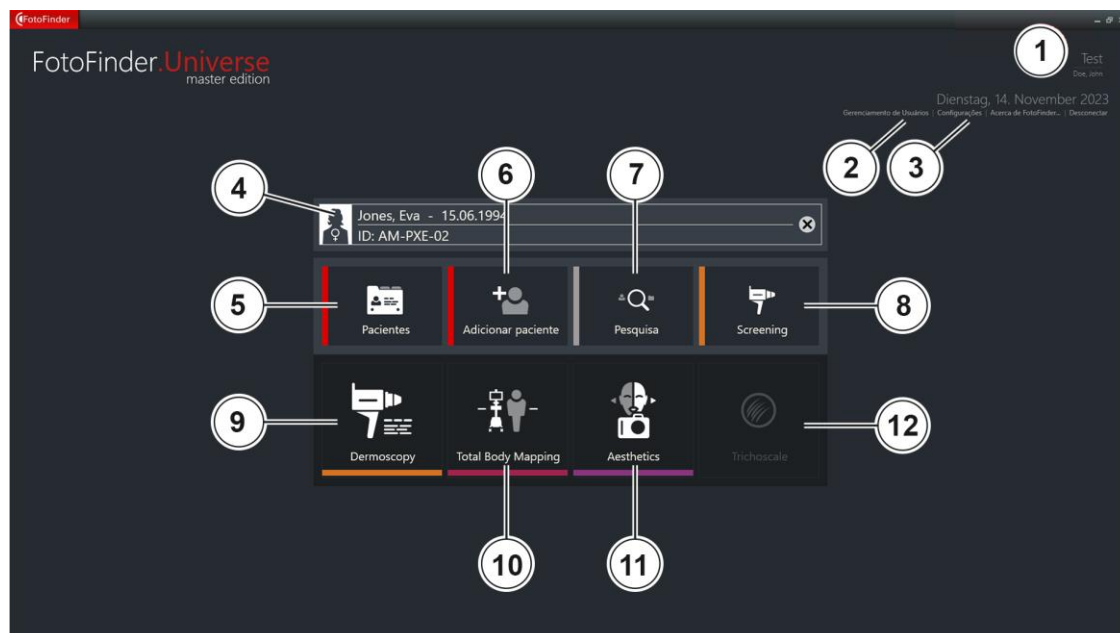 FotoFinder
FotoFinder.Universe
master edition
1
Test
Doe, John
Dienstag, 14. November 2023
Gerenciamento de Usuários | Configurações | Acerca de FotoFinder... | Desconectar
2
3
4
6
7
Jones, Eva - 15.06.1994
ID: AM-PXE-02
5
Pacientes
Adicionar paciente
Pesquisa
Screening
8
9
Dermoscopy
Total Body Mapping
Aesthetics
Trichoscale
12
10
11